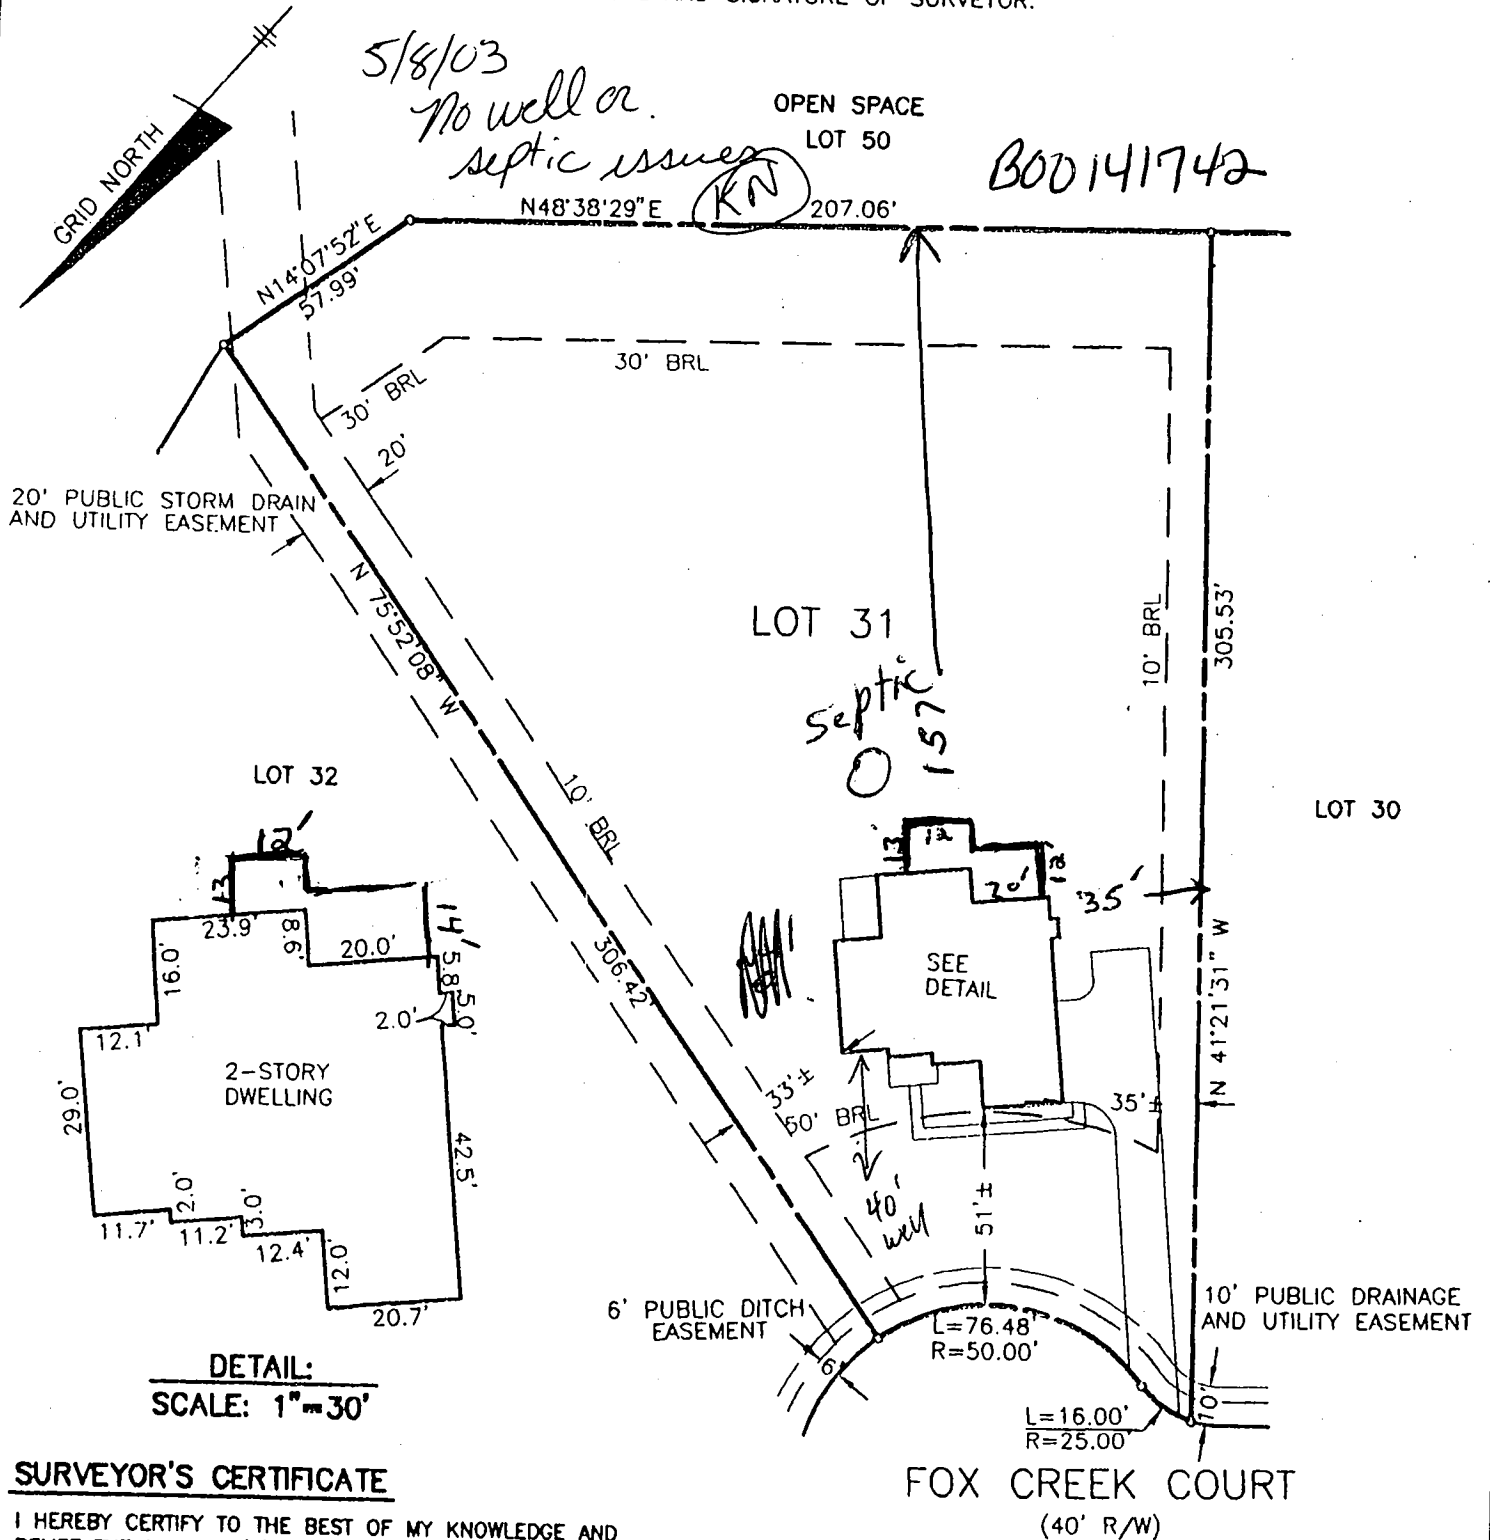 SIGNATURE OF SURVEYOR.
5/8/03
No well or
septic issues
KN
OPEN SPACE
LOT 50
B00141742
GRID NORTH
N14°07'52"E
57.99'
N48°38'29"E
207.06'
30' BRL
30' BRL
20'
20' PUBLIC STORM DRAIN
AND UTILITY EASEMENT
N 75°52'08" W
306.42'
10' BRL
LOT 31
septic
157
10' BRL
305.53'
N 41°21'31" W
LOT 30
LOT 32
12'
13
14'
23.9'
8.6'
20.0'
16.0'
5.8'
5.0'
2.0'
12.1'
2-STORY
DWELLING
29.0'
42.5'
11.7'
2.0'
11.2'
3.0'
12.4'
12.0'
20.7'
13
12
20'
35'
SEE
DETAIL
33'±
50' BRL
35'±
40'
well
51'±
6' PUBLIC DITCH
EASEMENT
6'
L=76.48'
R=50.00'
10' PUBLIC DRAINAGE
AND UTILITY EASEMENT
10'
L=16.00'
R=25.00'
DETAIL:
SCALE: 1"=30'
FOX CREEK COURT
(40' R/W)
SURVEYOR'S CERTIFICATE
I HEREBY CERTIFY TO THE BEST OF MY KNOWLEDGE AND